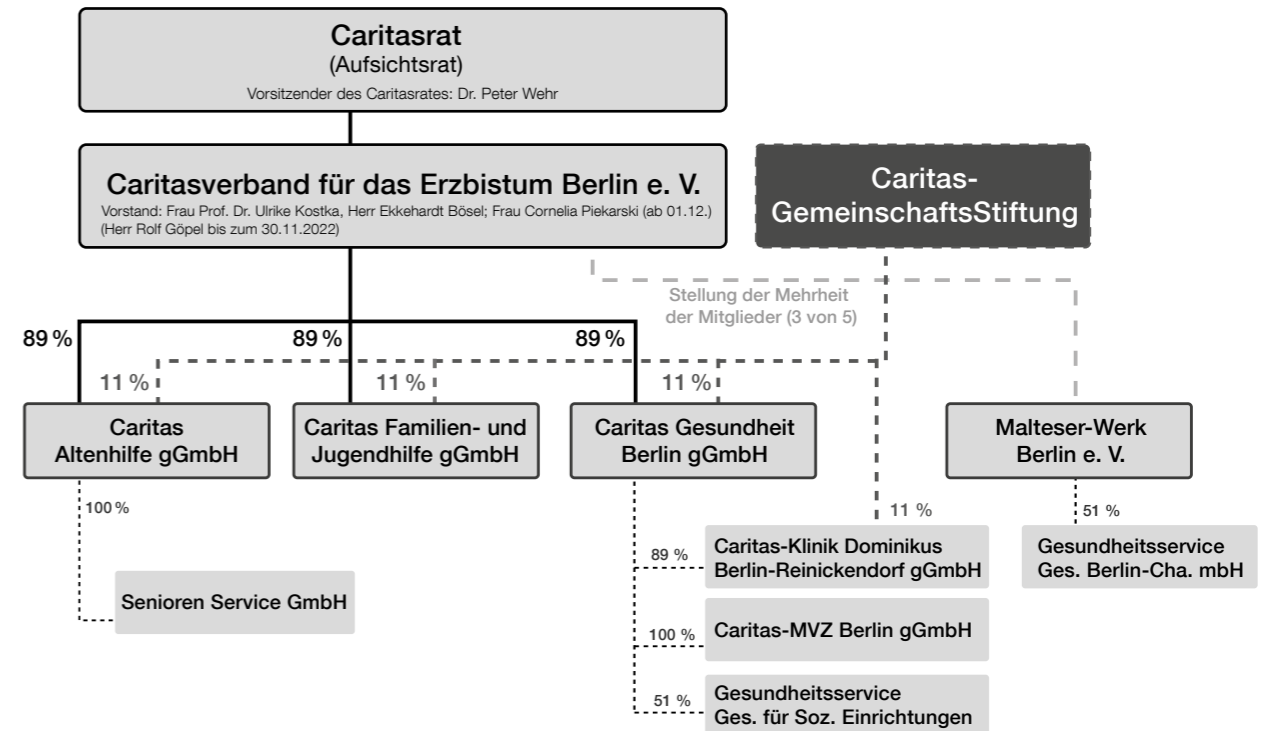 Caritasrat
(Aufsichtsrat)
Vorsitzender des Caritasrates: Dr. Peter Wehr
Caritasverband für das Erzbistum Berlin e. V.
Vorstand: Frau Prof. Dr. Ulrike Kostka, Herr Ekkehardt Bösel; Frau Cornelia Piekarski (ab 01.12.)
(Herr Rolf Göpel bis zum 30.11.2022)
Caritas-
GemeinschaftsStiftung
Stellung der Mehrheit
der Mitglieder (3 von 5)
89 %
89 %
89 %
11 %
11 %
11 %
Caritas
Altenhilfe gGmbH
Caritas Familien- und
Jugendhilfe gGmbH
Caritas Gesundheit
Berlin gGmbH
Malteser-Werk
Berlin e. V.
100 %
Senioren Service GmbH
11 %
89 %
Caritas-Klinik Dominikus
Berlin-Reinickendorf gGmbH
100 %
Caritas-MVZ Berlin gGmbH
51 %
Gesundheitsservice
Ges. für Soz. Einrichtungen
51 %
Gesundheitsservice
Ges. Berlin-Cha. mbH